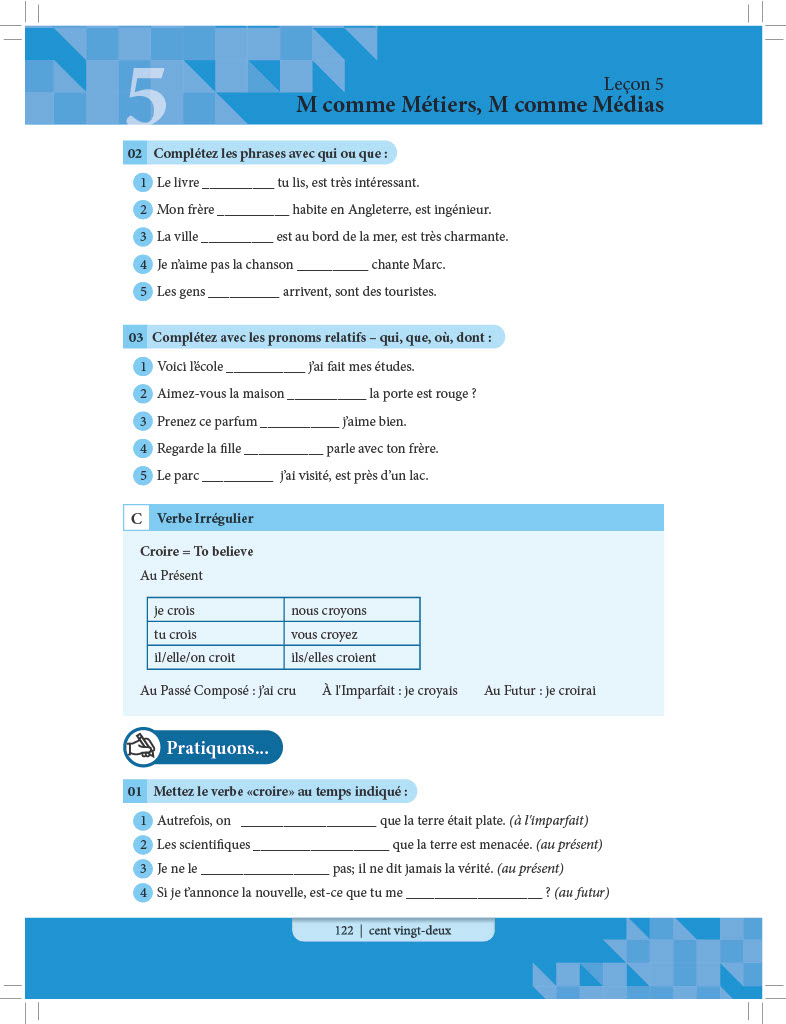 5
Leçon 5
M comme Métiers, M comme Médias
02 Complétez les phrases avec qui ou que :
1 Le livre __________ tu lis, est très intéressant.
2 Mon frère __________ habite en Angleterre, est ingénieur.
3 La ville __________ est au bord de la mer, est très charmante.
4 Je n'aime pas la chanson __________ chante Marc.
5 Les gens __________ arrivent, sont des touristes.
03 Complétez avec les pronoms relatifs – qui, que, où, dont :
1 Voici l'école ___________ j'ai fait mes études.
2 Aimez-vous la maison ___________ la porte est rouge ?
3 Prenez ce parfum ___________ j'aime bien.
4 Regarde la fille ___________ parle avec ton frère.
5 Le parc __________ j'ai visité, est près d'un lac.
C Verbe Irrégulier
Croire = To believe
Au Présent
je crois nous croyons
tu crois vous croyez
il/elle/on croit ils/elles croient
Au Passé Composé : j'ai cru À l'Imparfait : je croyais Au Futur : je croirai
Pratiquons...
01 Mettez le verbe «croire» au temps indiqué :
1 Autrefois, on ___________________ que la terre était plate. (à l'imparfait)
2 Les scientifiques ___________________ que la terre est menacée. (au présent)
3 Je ne le __________________ pas; il ne dit jamais la vérité. (au présent)
4 Si je t'annonce la nouvelle, est-ce que tu me ___________________ ? (au futur)
122 | cent vingt-deux